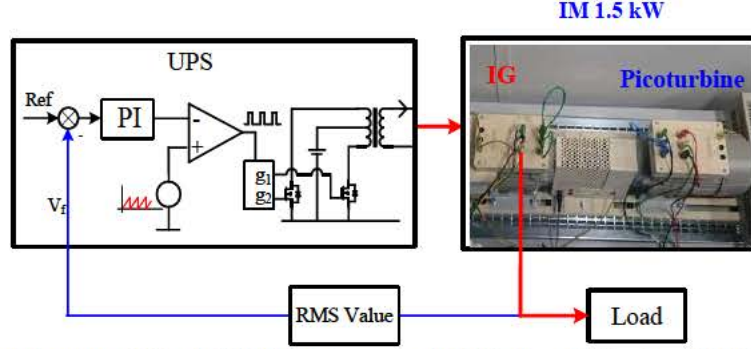 IM 1.5 kW
UPS
IG
Picoturbine
Ref
PI
-
-
+
g1
g2
Vf
RMS Value
Load